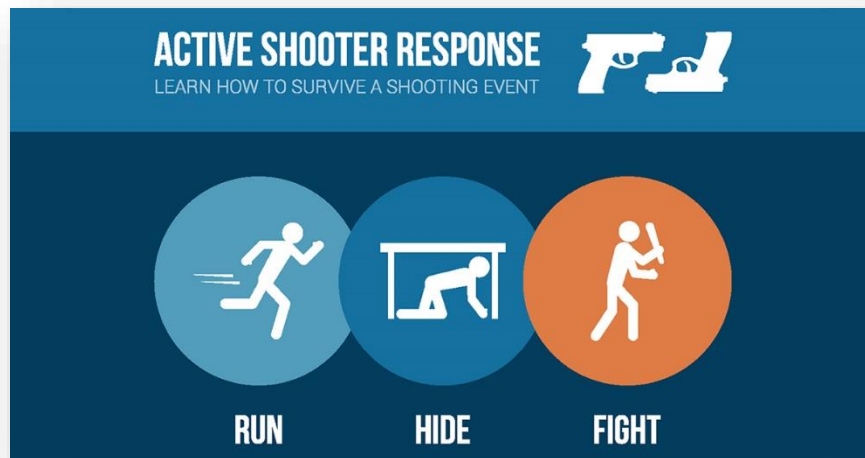 ACTIVE SHOOTER RESPONSE
LEARN HOW TO SURVIVE A SHOOTING EVENT
RUN HIDE FIGHT